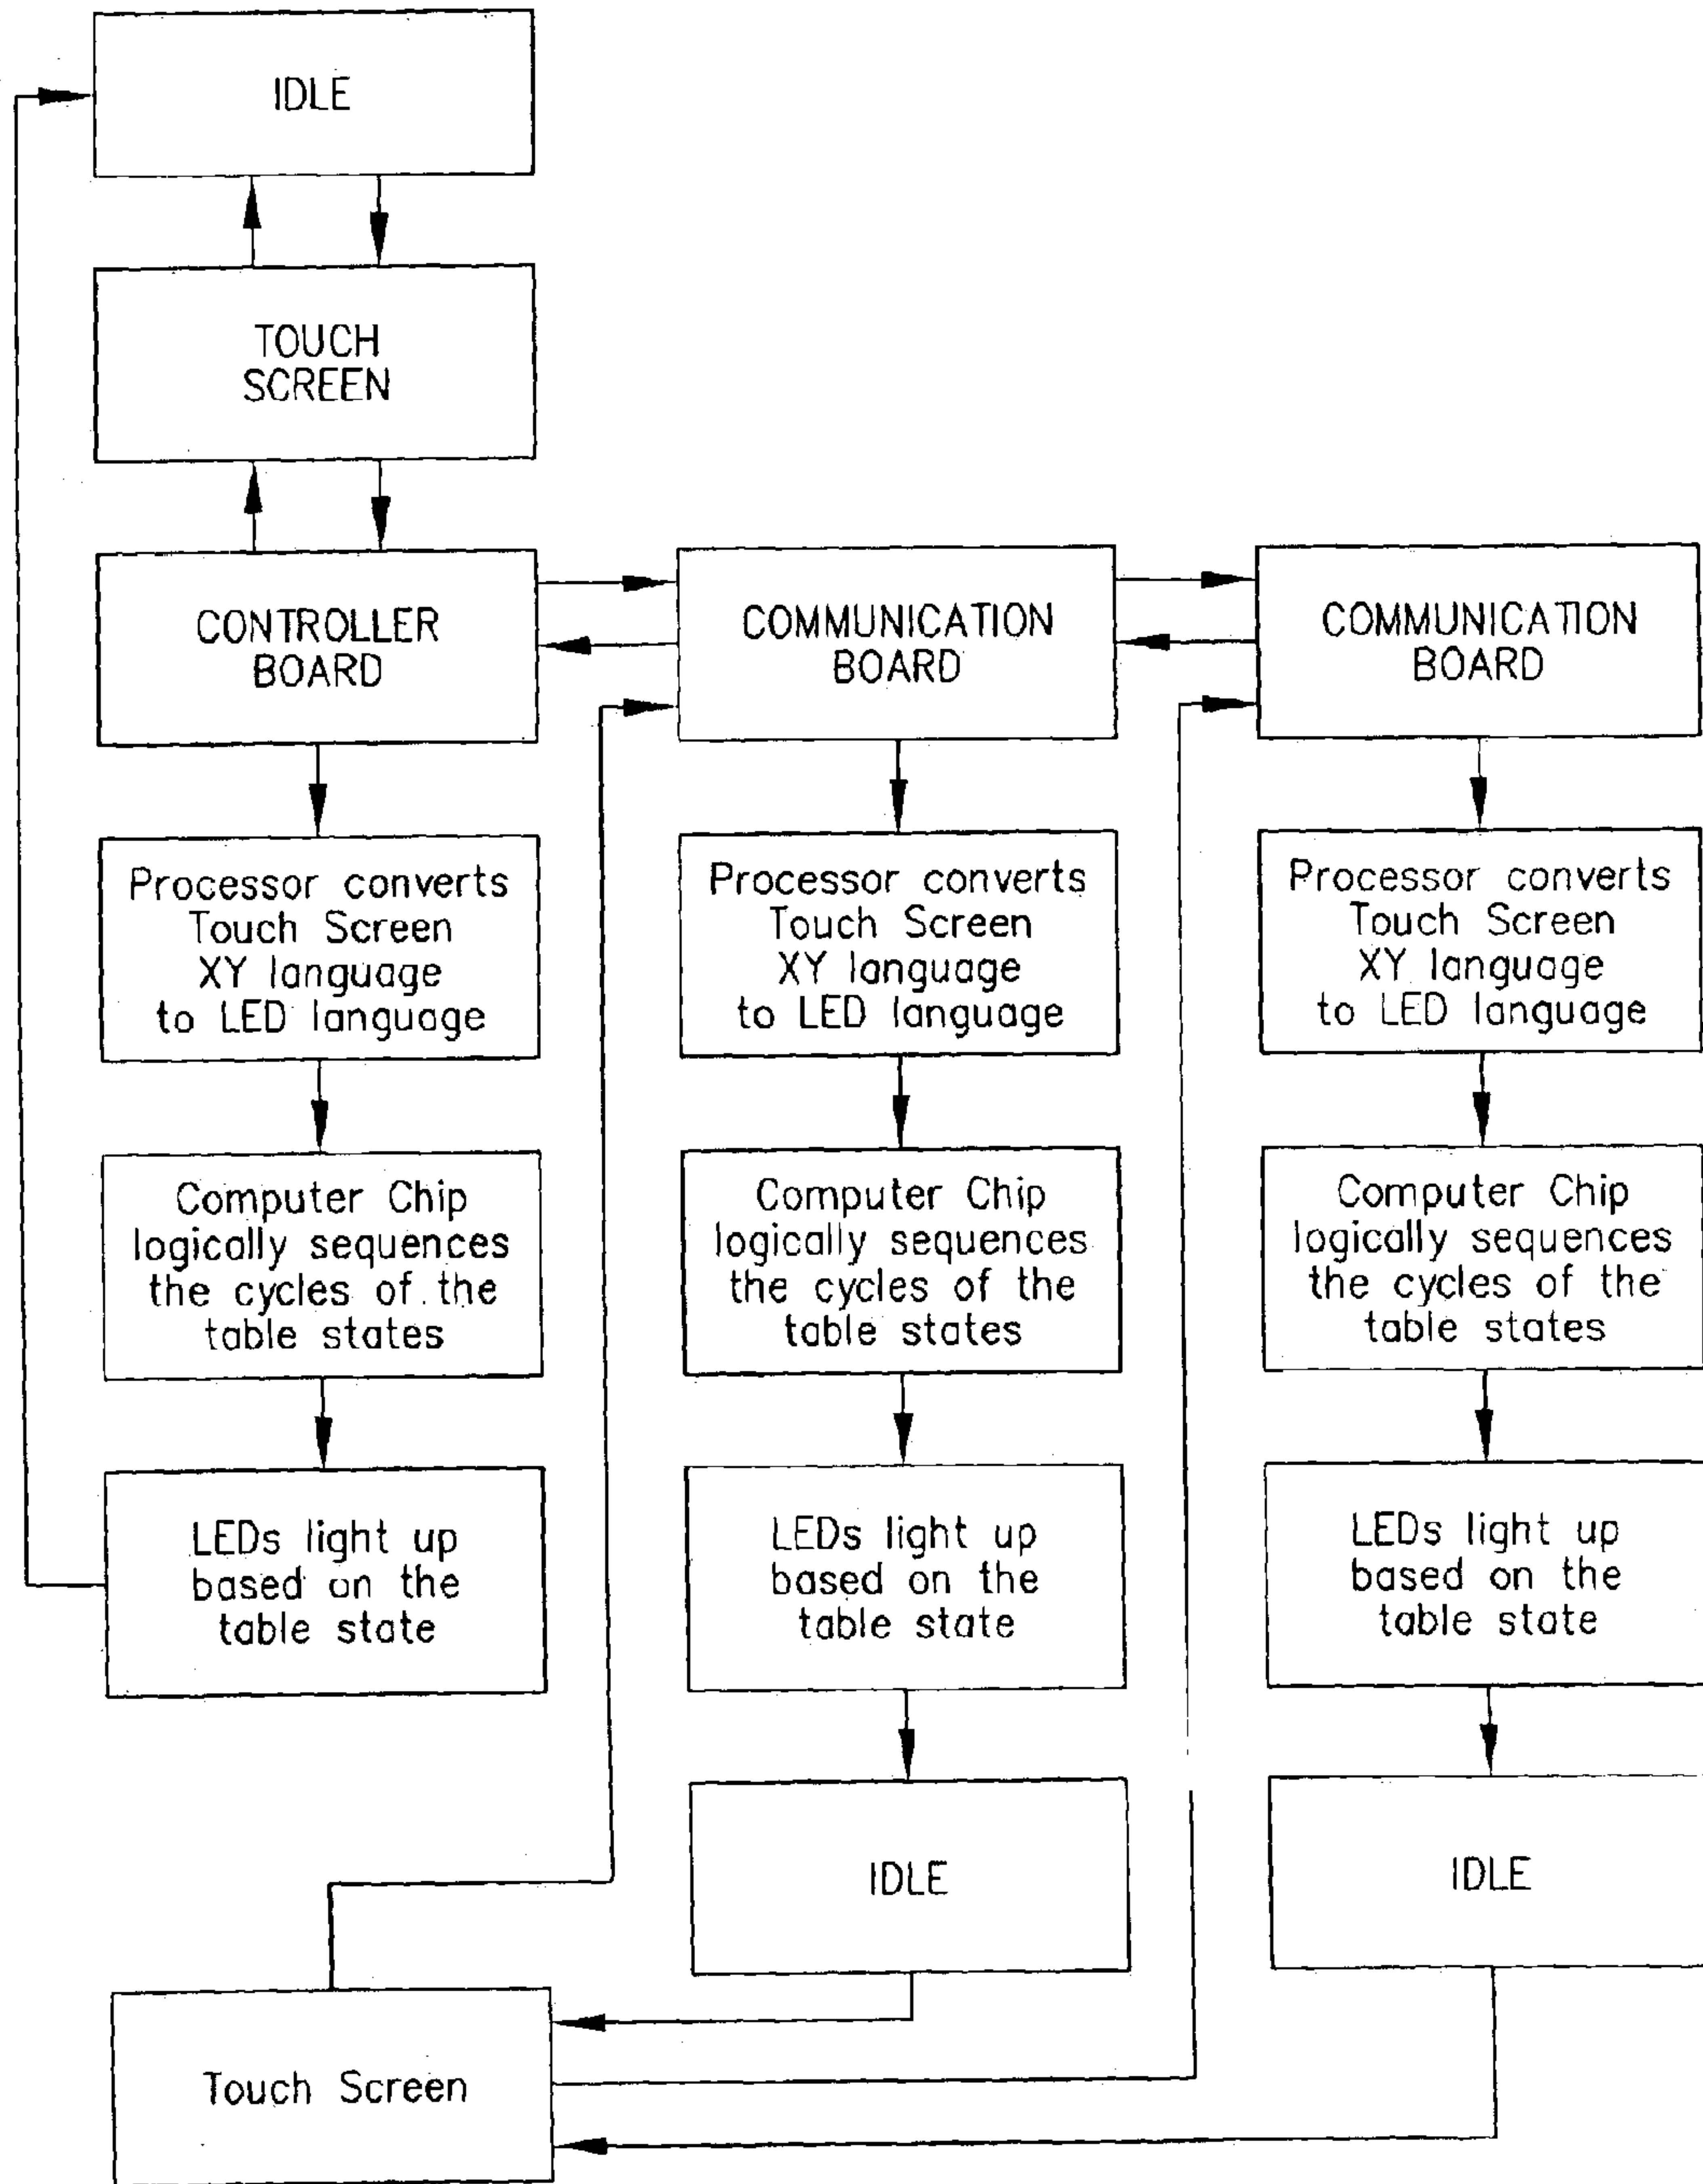 IDLE
TOUCH
SCREEN
CONTROLLER
BOARD
COMMUNICATION
BOARD
COMMUNICATION
BOARD
Processor converts
Touch Screen
XY language
to LED language
Processor converts
Touch Screen
XY language
to LED language
Processor converts
Touch Screen
XY language
to LED language
Computer Chip
logically sequences
the cycles of the
table states
Computer Chip
logically sequences
the cycles of the
table states
Computer Chip
logically sequences
the cycles of the
table states
LEDs light up
based on the
table state
LEDs light up
based on the
table state
LEDs light up
based on the
table state
IDLE
IDLE
Touch Screen